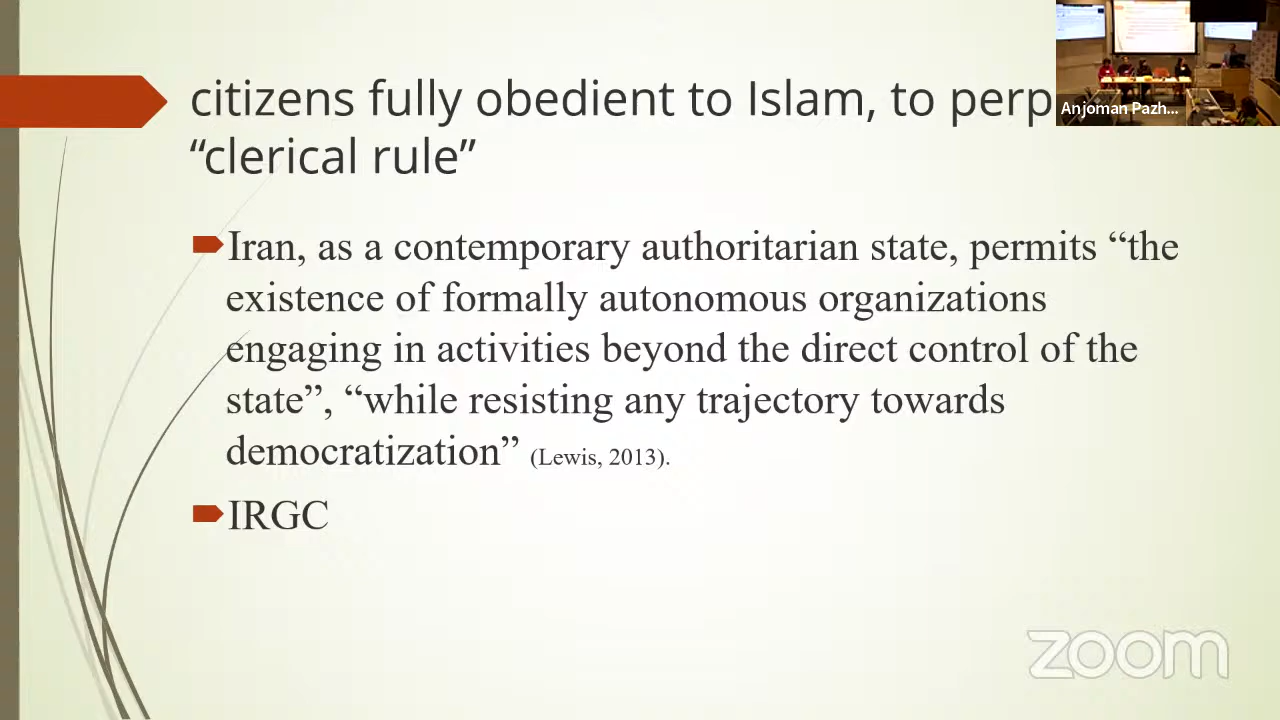 citizens fully obedient to Islam, to perp
“clerical rule”
Iran, as a contemporary authoritarian state, permits “the
existence of formally autonomous organizations
engaging in activities beyond the direct control of the
state”, “while resisting any trajectory towards
democratization” (Lewis, 2013).
IRGC
Anjoman Pazh...
zoom